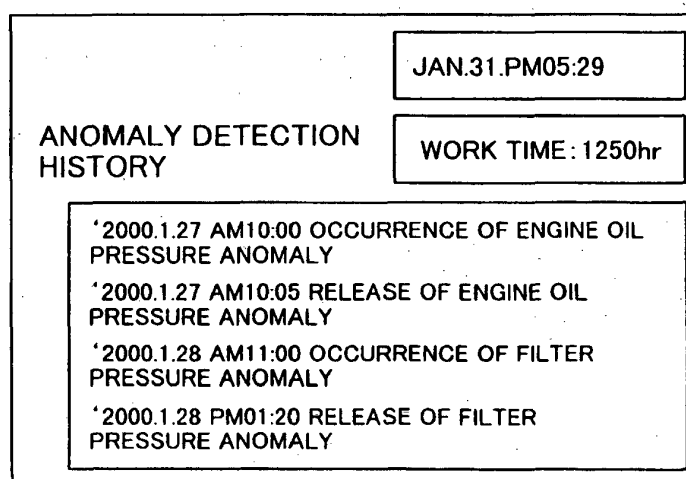 JAN.31.PM05:29
ANOMALY DETECTION
HISTORY
WORK TIME:1250hr
‘2000.1.27 AM10:00 OCCURRENCE OF ENGINE OIL
PRESSURE ANOMALY
‘2000.1.27 AM10:05 RELEASE OF ENGINE OIL
PRESSURE ANOMALY
‘2000.1.28 AM11:00 OCCURRENCE OF FILTER
PRESSURE ANOMALY
‘2000.1.28 PM01:20 RELEASE OF FILTER
PRESSURE ANOMALY